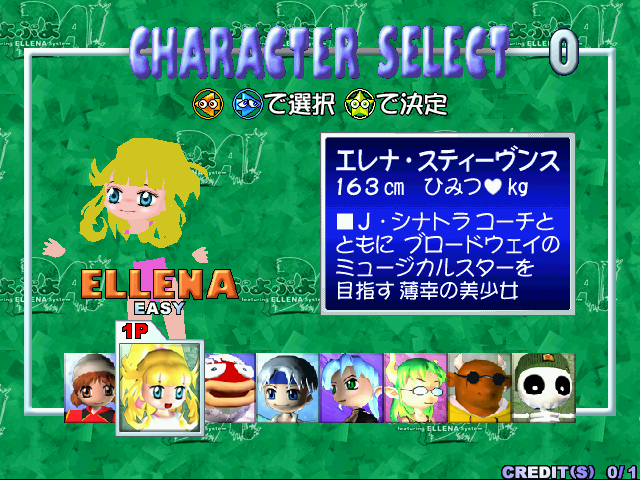 CHARACTER SELECT 0
で選択 で決定
エレナ・スティーヴンス
163cm ひみつ♥kg
■J・シナトラコーチと
ともに ブロードウェイの
ミュージカルスターを
目指す 薄幸の美少女
ELLENA
EASY
1P
featuring ELLENA System
CREDIT(S) 0/1